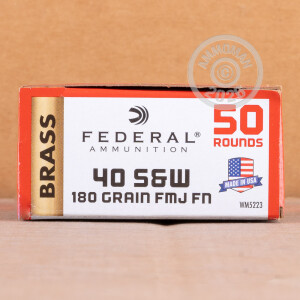 BRASS
FEDERAL®
AMMUNITION
50
ROUNDS
40 S&W
180 GRAIN FMJ FN
MADE IN USA
WM5223